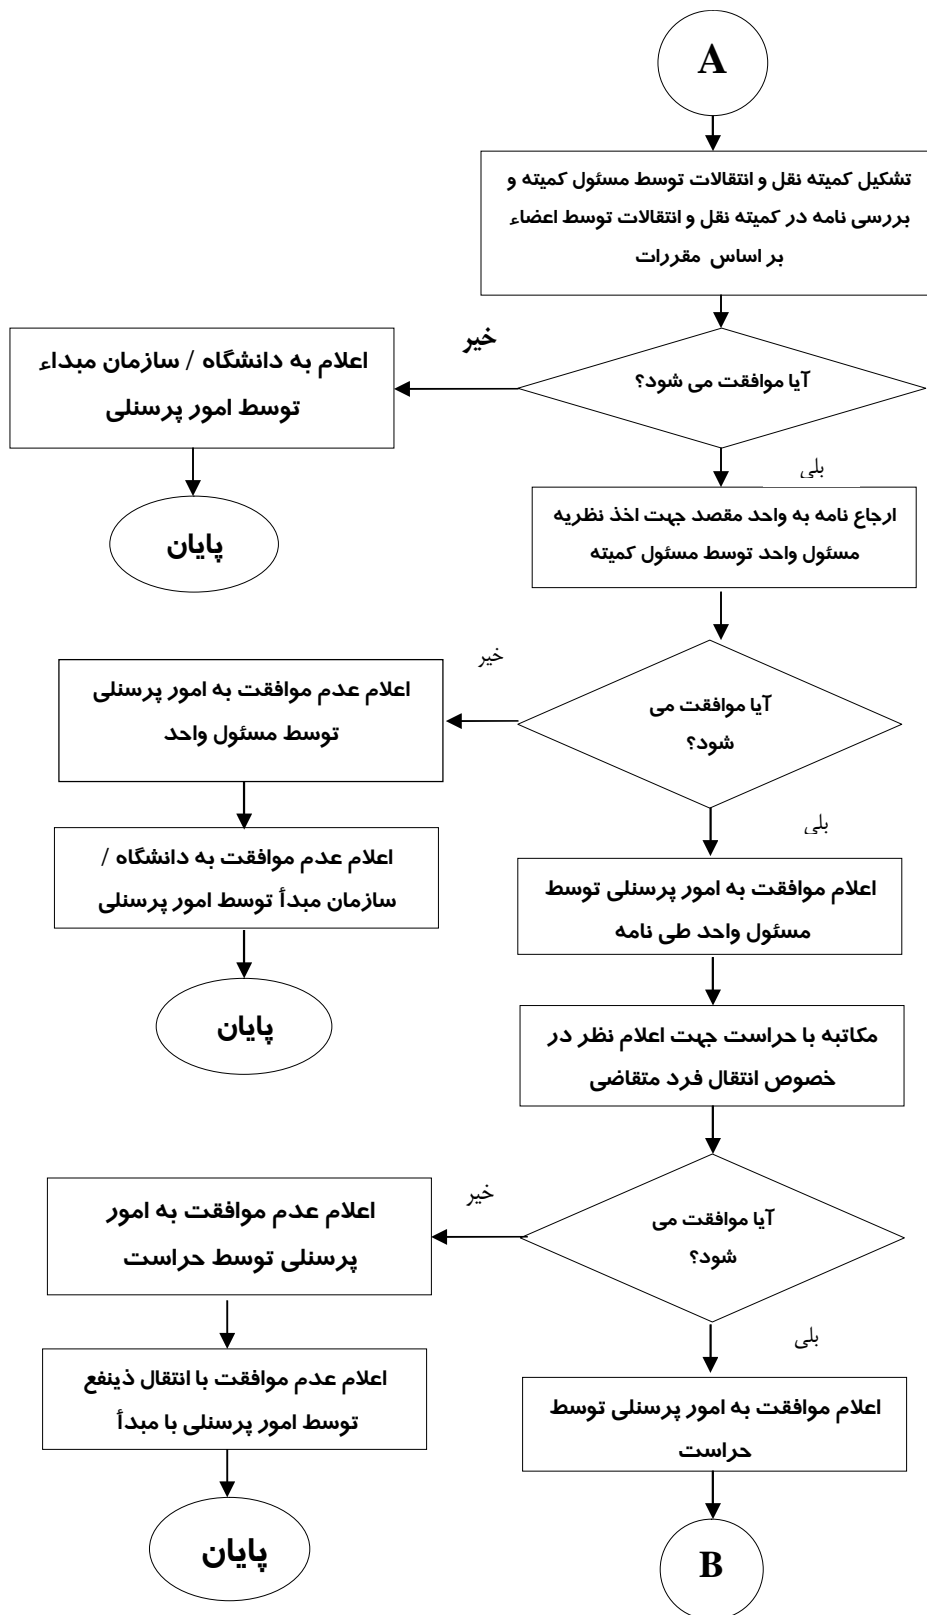 A
تشکیل کمیته نقل و انتقالات توسط مسئول کمیته و
بررسی نامه در کمیته نقل و انتقالات توسط اعضاء
بر اساس مقررات
آیا موافقت می شود؟
خیر
اعلام به دانشگاه / سازمان مبداء
توسط امور پرسنلی
پایان
بلی
ارجاع نامه به واحد مقصد جهت اخذ نظریه
مسئول واحد توسط مسئول کمیته
آیا موافقت می
شود؟
خیر
اعلام عدم موافقت به امور پرسنلی
توسط مسئول واحد
اعلام عدم موافقت به دانشگاه /
سازمان مبدأ توسط امور پرسنلی
پایان
بلی
اعلام موافقت به امور پرسنلی توسط
مسئول واحد طی نامه
مکاتبه با حراست جهت اعلام نظر در
خصوص انتقال فرد متقاضی
آیا موافقت می
شود؟
خیر
اعلام عدم موافقت به امور
پرسنلی توسط حراست
اعلام عدم موافقت با انتقال ذینفع
توسط امور پرسنلی با مبدأ
پایان
بلی
اعلام موافقت به امور پرسنلی توسط
حراست
B